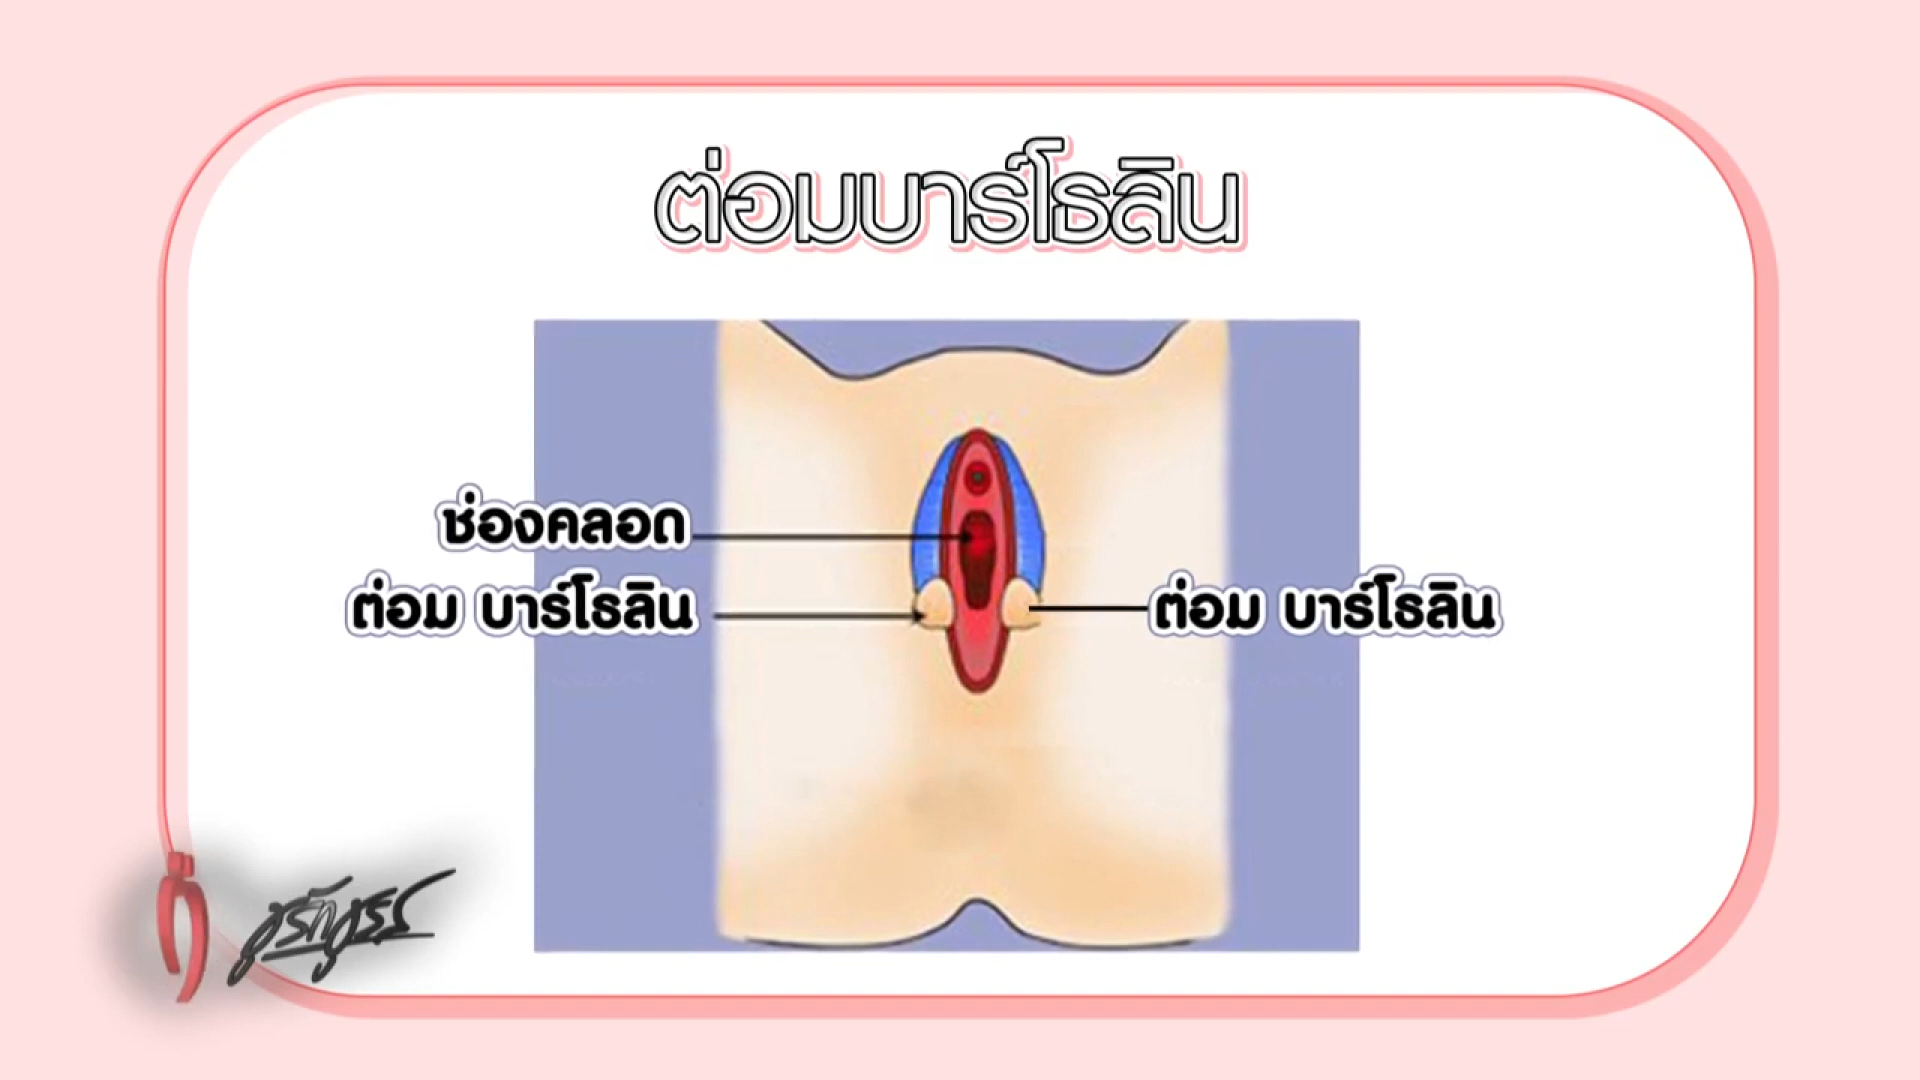 ต่อมบาร์โธลิน
ช่องคลอด
ต่อม บาร์โธลิน
ต่อม บาร์โธลิน